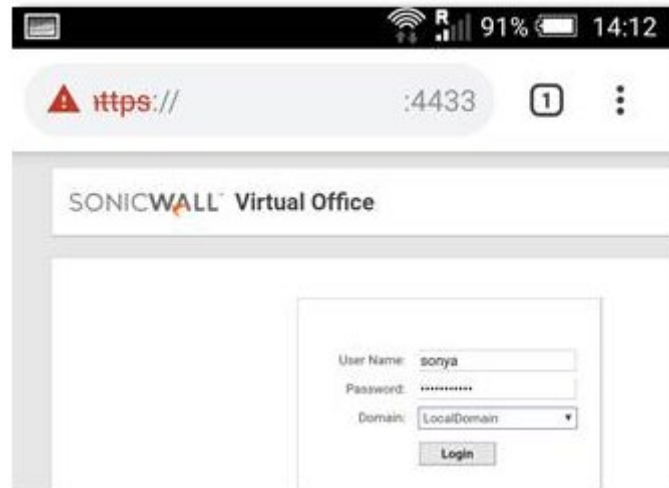 R 91% 14:12
https:// :4433 1
SONICWALL Virtual Office
User Name: sonya
Password: •••••••••••
Domain: LocalDomain
Login